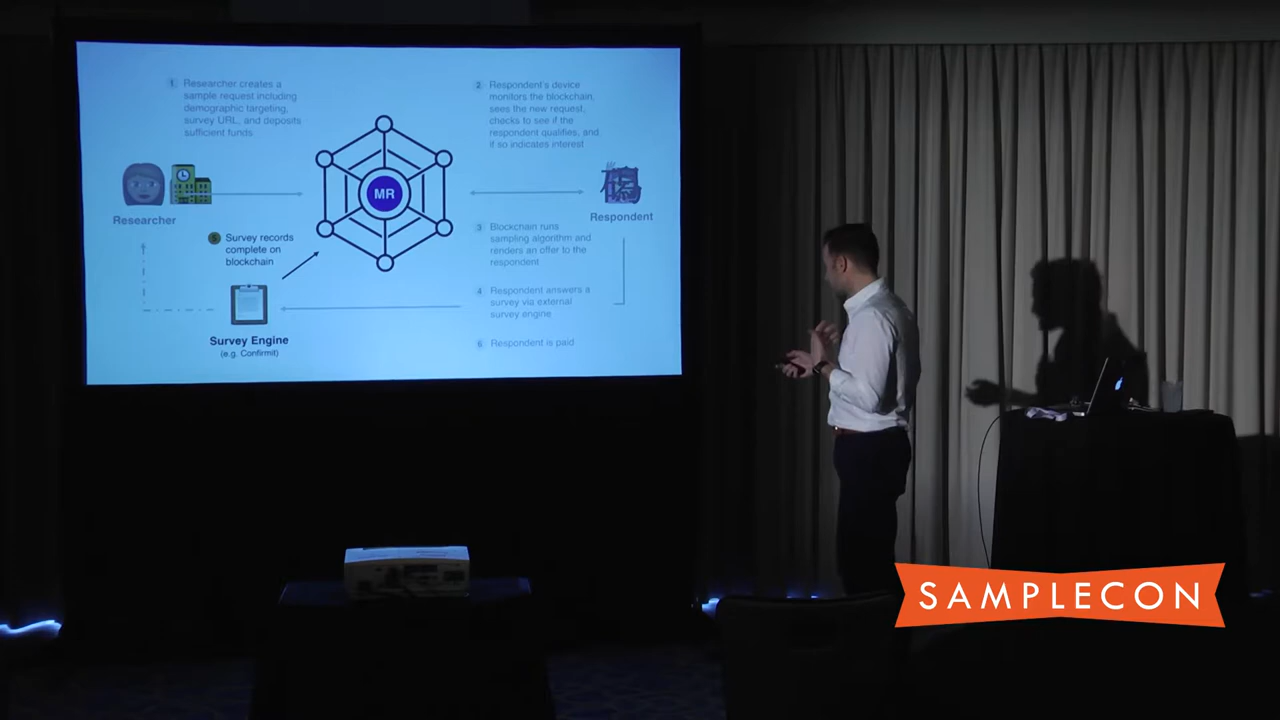 1 Researcher creates a
sample request including
demographic targeting,
survey URL, and deposits
sufficient funds
2 Respondent's device
monitors the blockchain,
sees the new request,
checks to see if the
respondent qualifies, and
if so indicates interest
MR
Researcher
Respondent
5 Survey records
complete on
blockchain
3 Blockchain runs
sampling algorithm and
renders an offer to the
respondent
4 Respondent answers a
survey via external
survey engine
Survey Engine
(e.g. Confirmit)
6 Respondent is paid
SAMPLECON